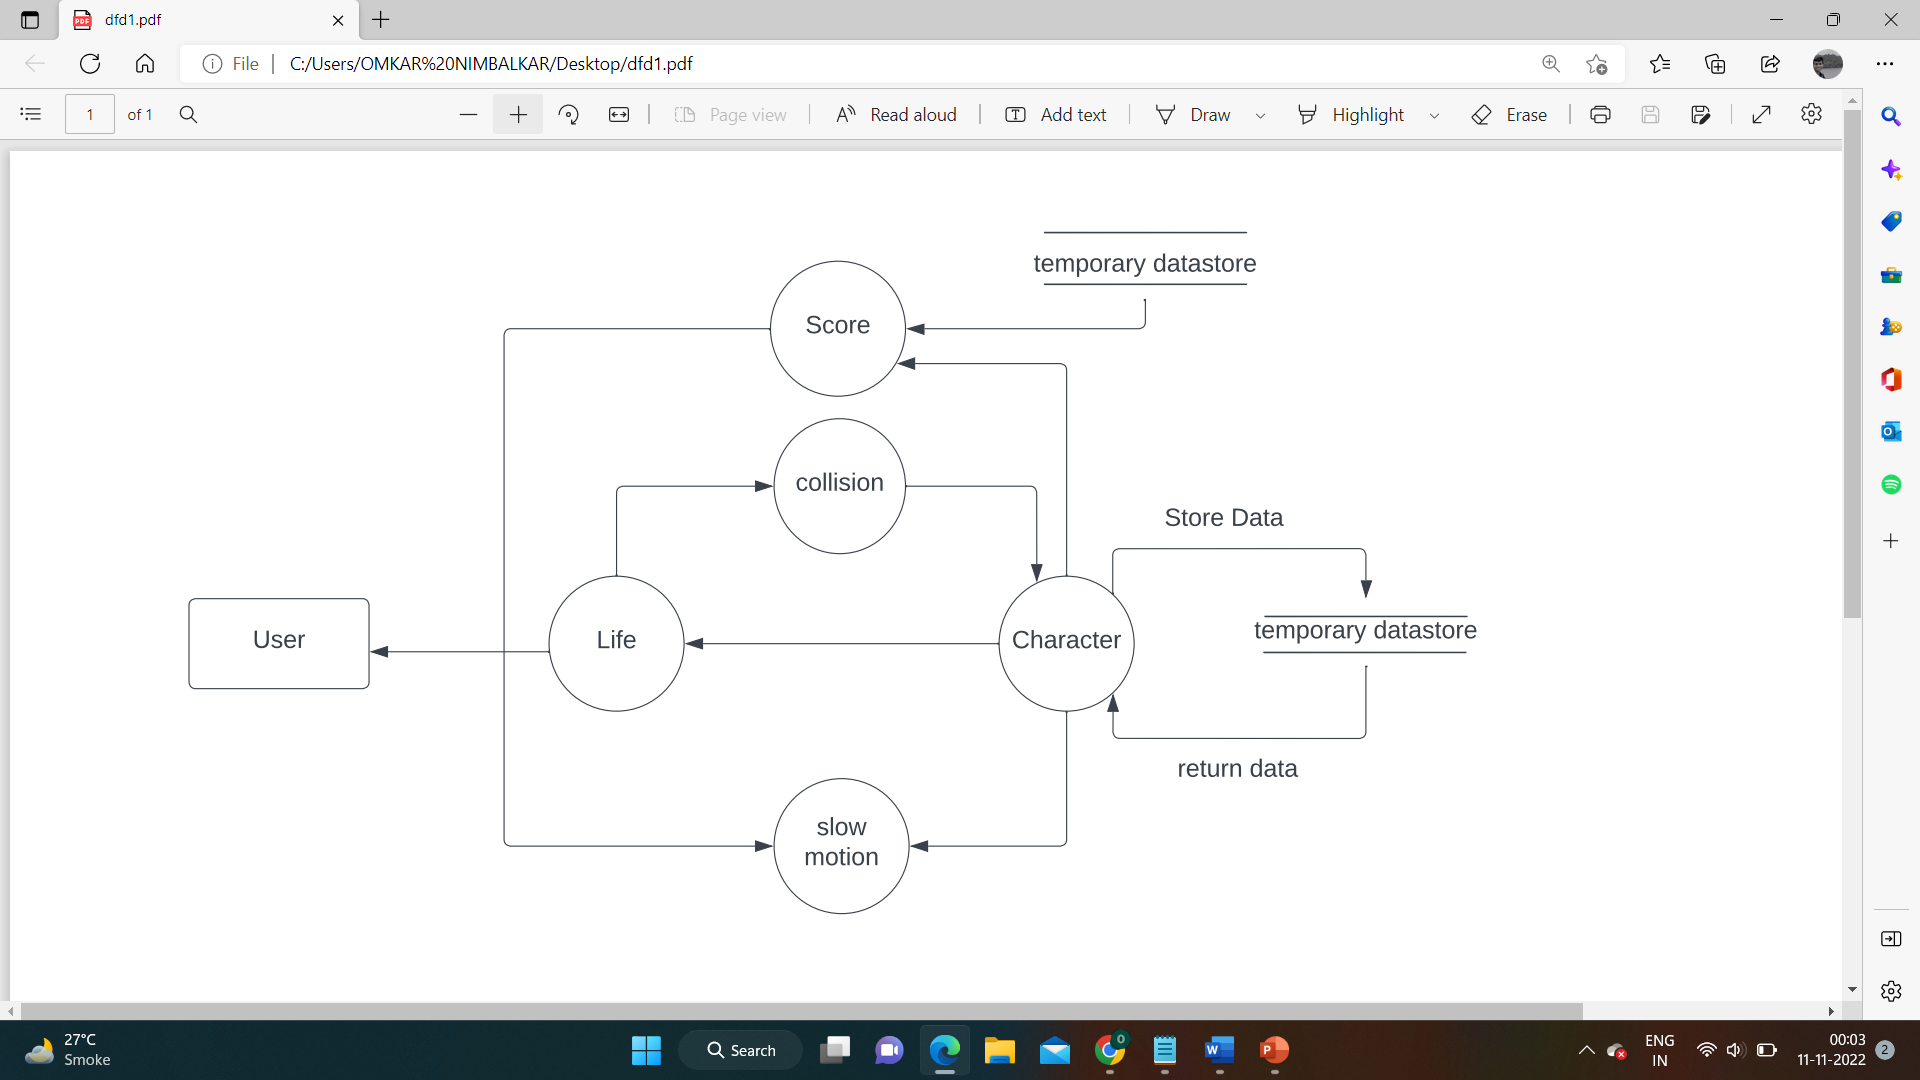 dfd1.pdf
File
C:/Users/OMKAR%20NIMBALKAR/Desktop/dfd1.pdf
1 of 1
Page view
Read aloud
Add text
Draw
Highlight
Erase
temporary datastore
Score
collision
Store Data
User
Life
Character
temporary datastore
return data
slow
motion
27°C
Smoke
Search
0
ENG
IN
00:03
11-11-2022
2